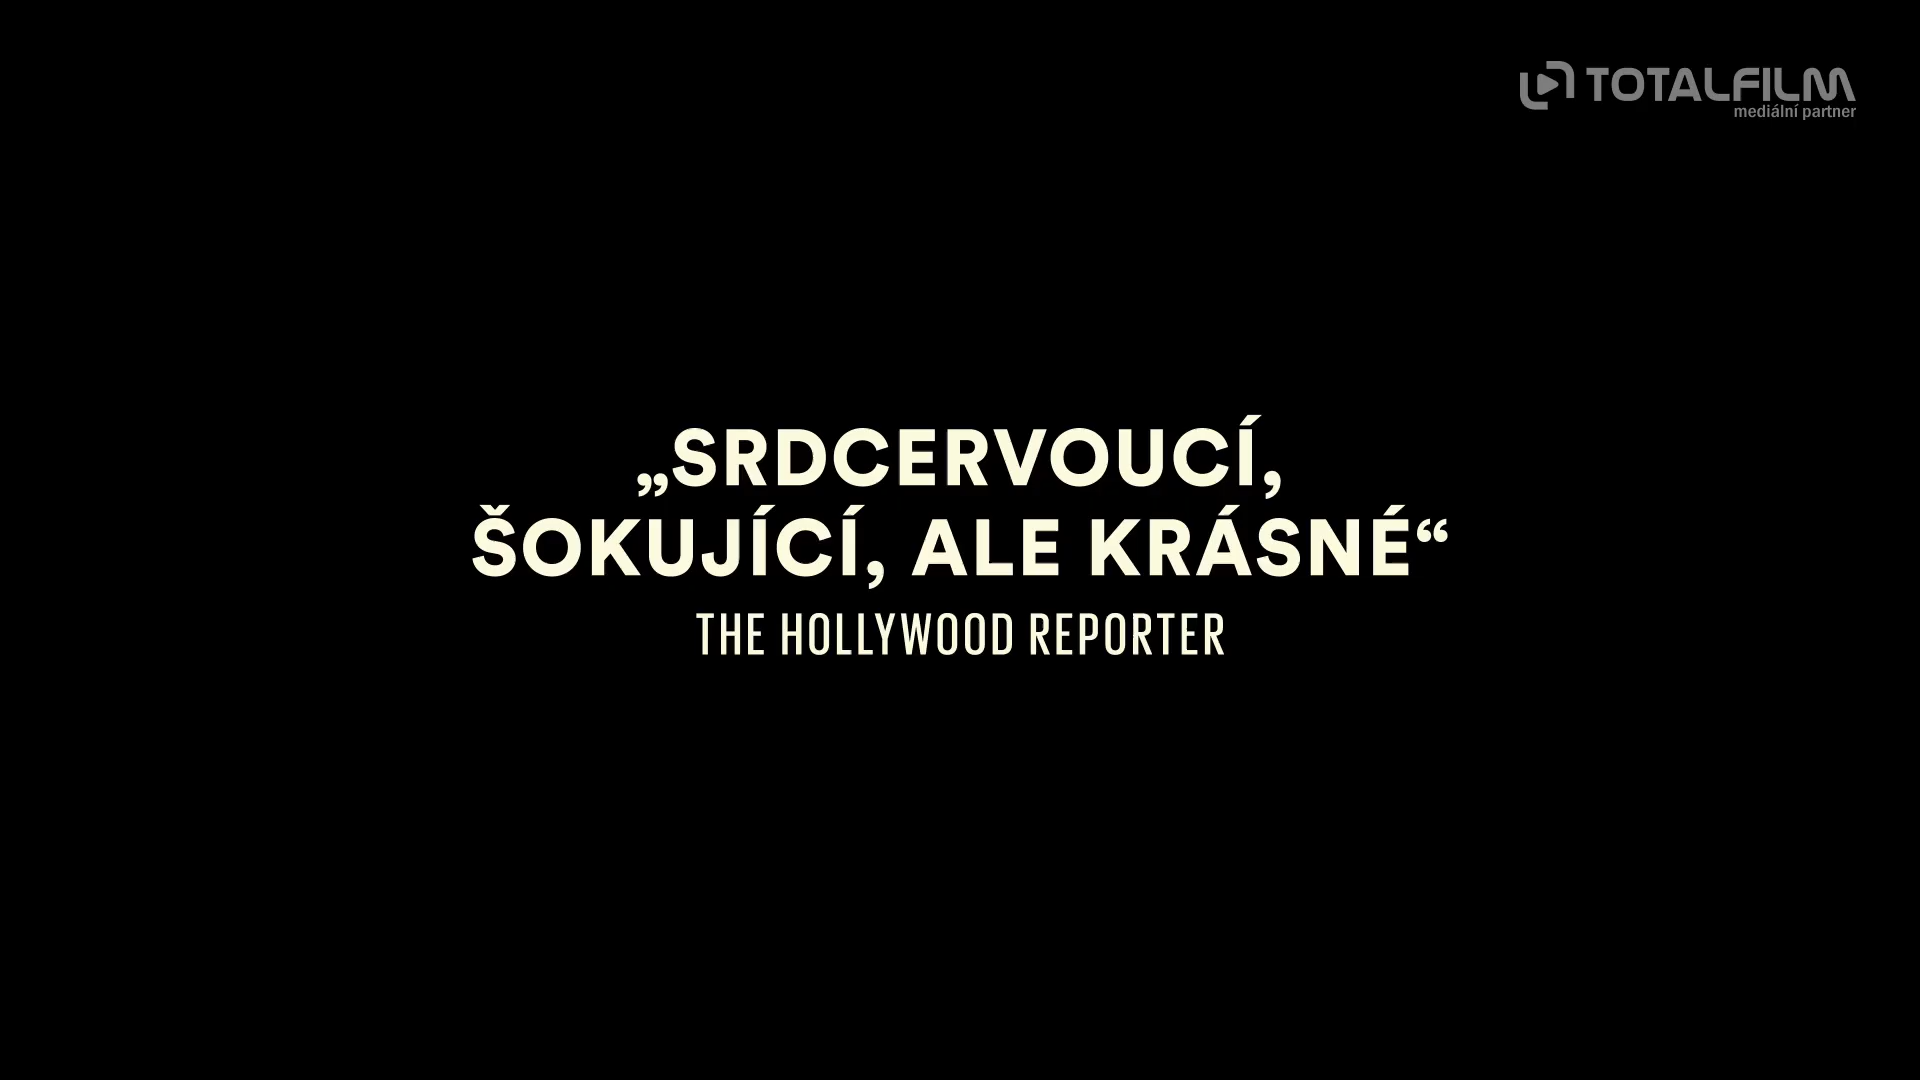 TOTALFILM
mediální partner
„SRDCERVOUCÍ,
ŠOKUJÍCÍ, ALE KRÁSNÉ“
THE HOLLYWOOD REPORTER